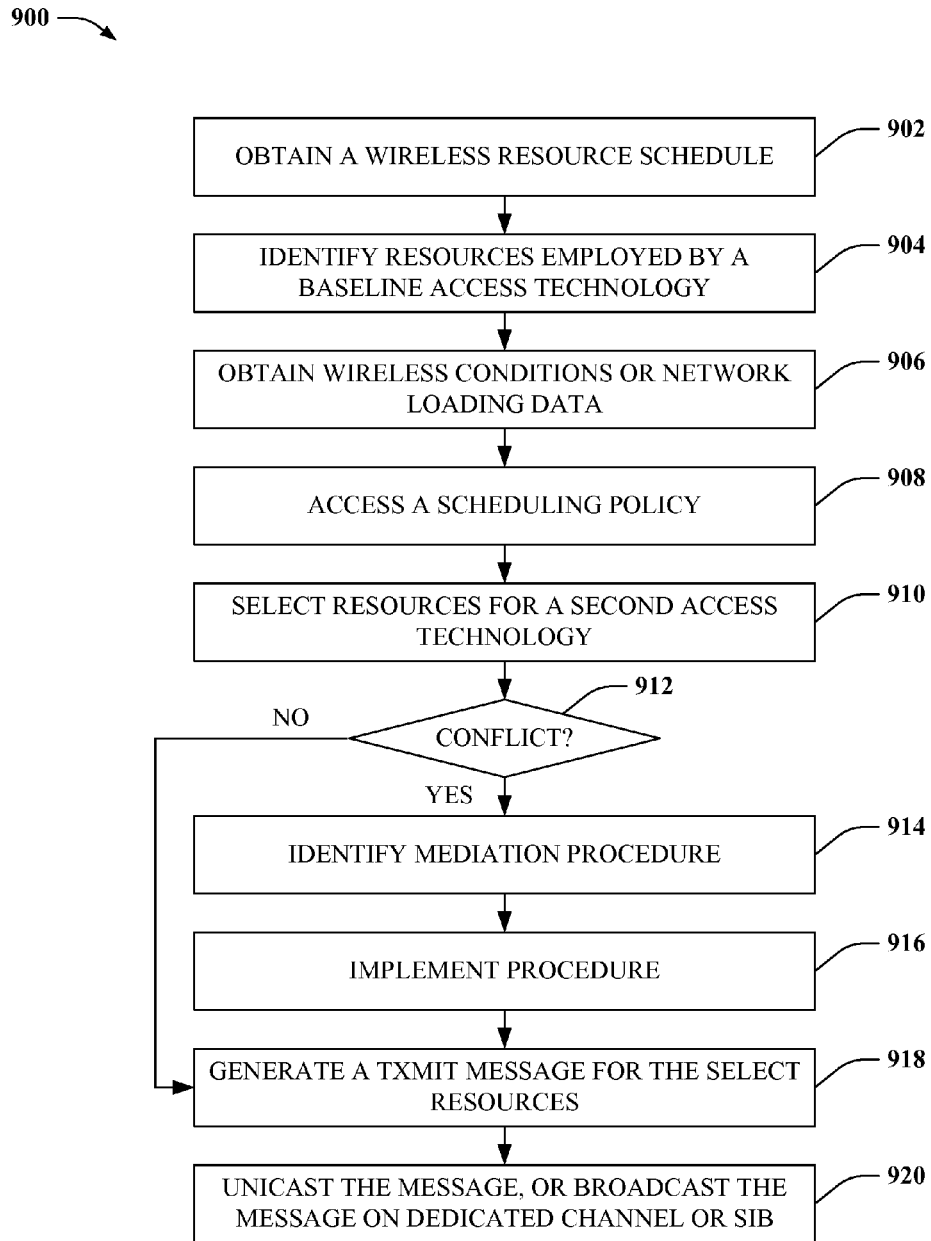 900
OBTAIN A WIRELESS RESOURCE SCHEDULE
902
IDENTIFY RESOURCES EMPLOYED BY A
BASELINE ACCESS TECHNOLOGY
904
OBTAIN WIRELESS CONDITIONS OR NETWORK
LOADING DATA
906
ACCESS A SCHEDULING POLICY
908
SELECT RESOURCES FOR A SECOND ACCESS
TECHNOLOGY
910
912
NO
CONFLICT?
YES
IDENTIFY MEDIATION PROCEDURE
914
IMPLEMENT PROCEDURE
916
GENERATE A TXMIT MESSAGE FOR THE SELECT
RESOURCES
918
UNICAST THE MESSAGE, OR BROADCAST THE
MESSAGE ON DEDICATED CHANNEL OR SIB
920